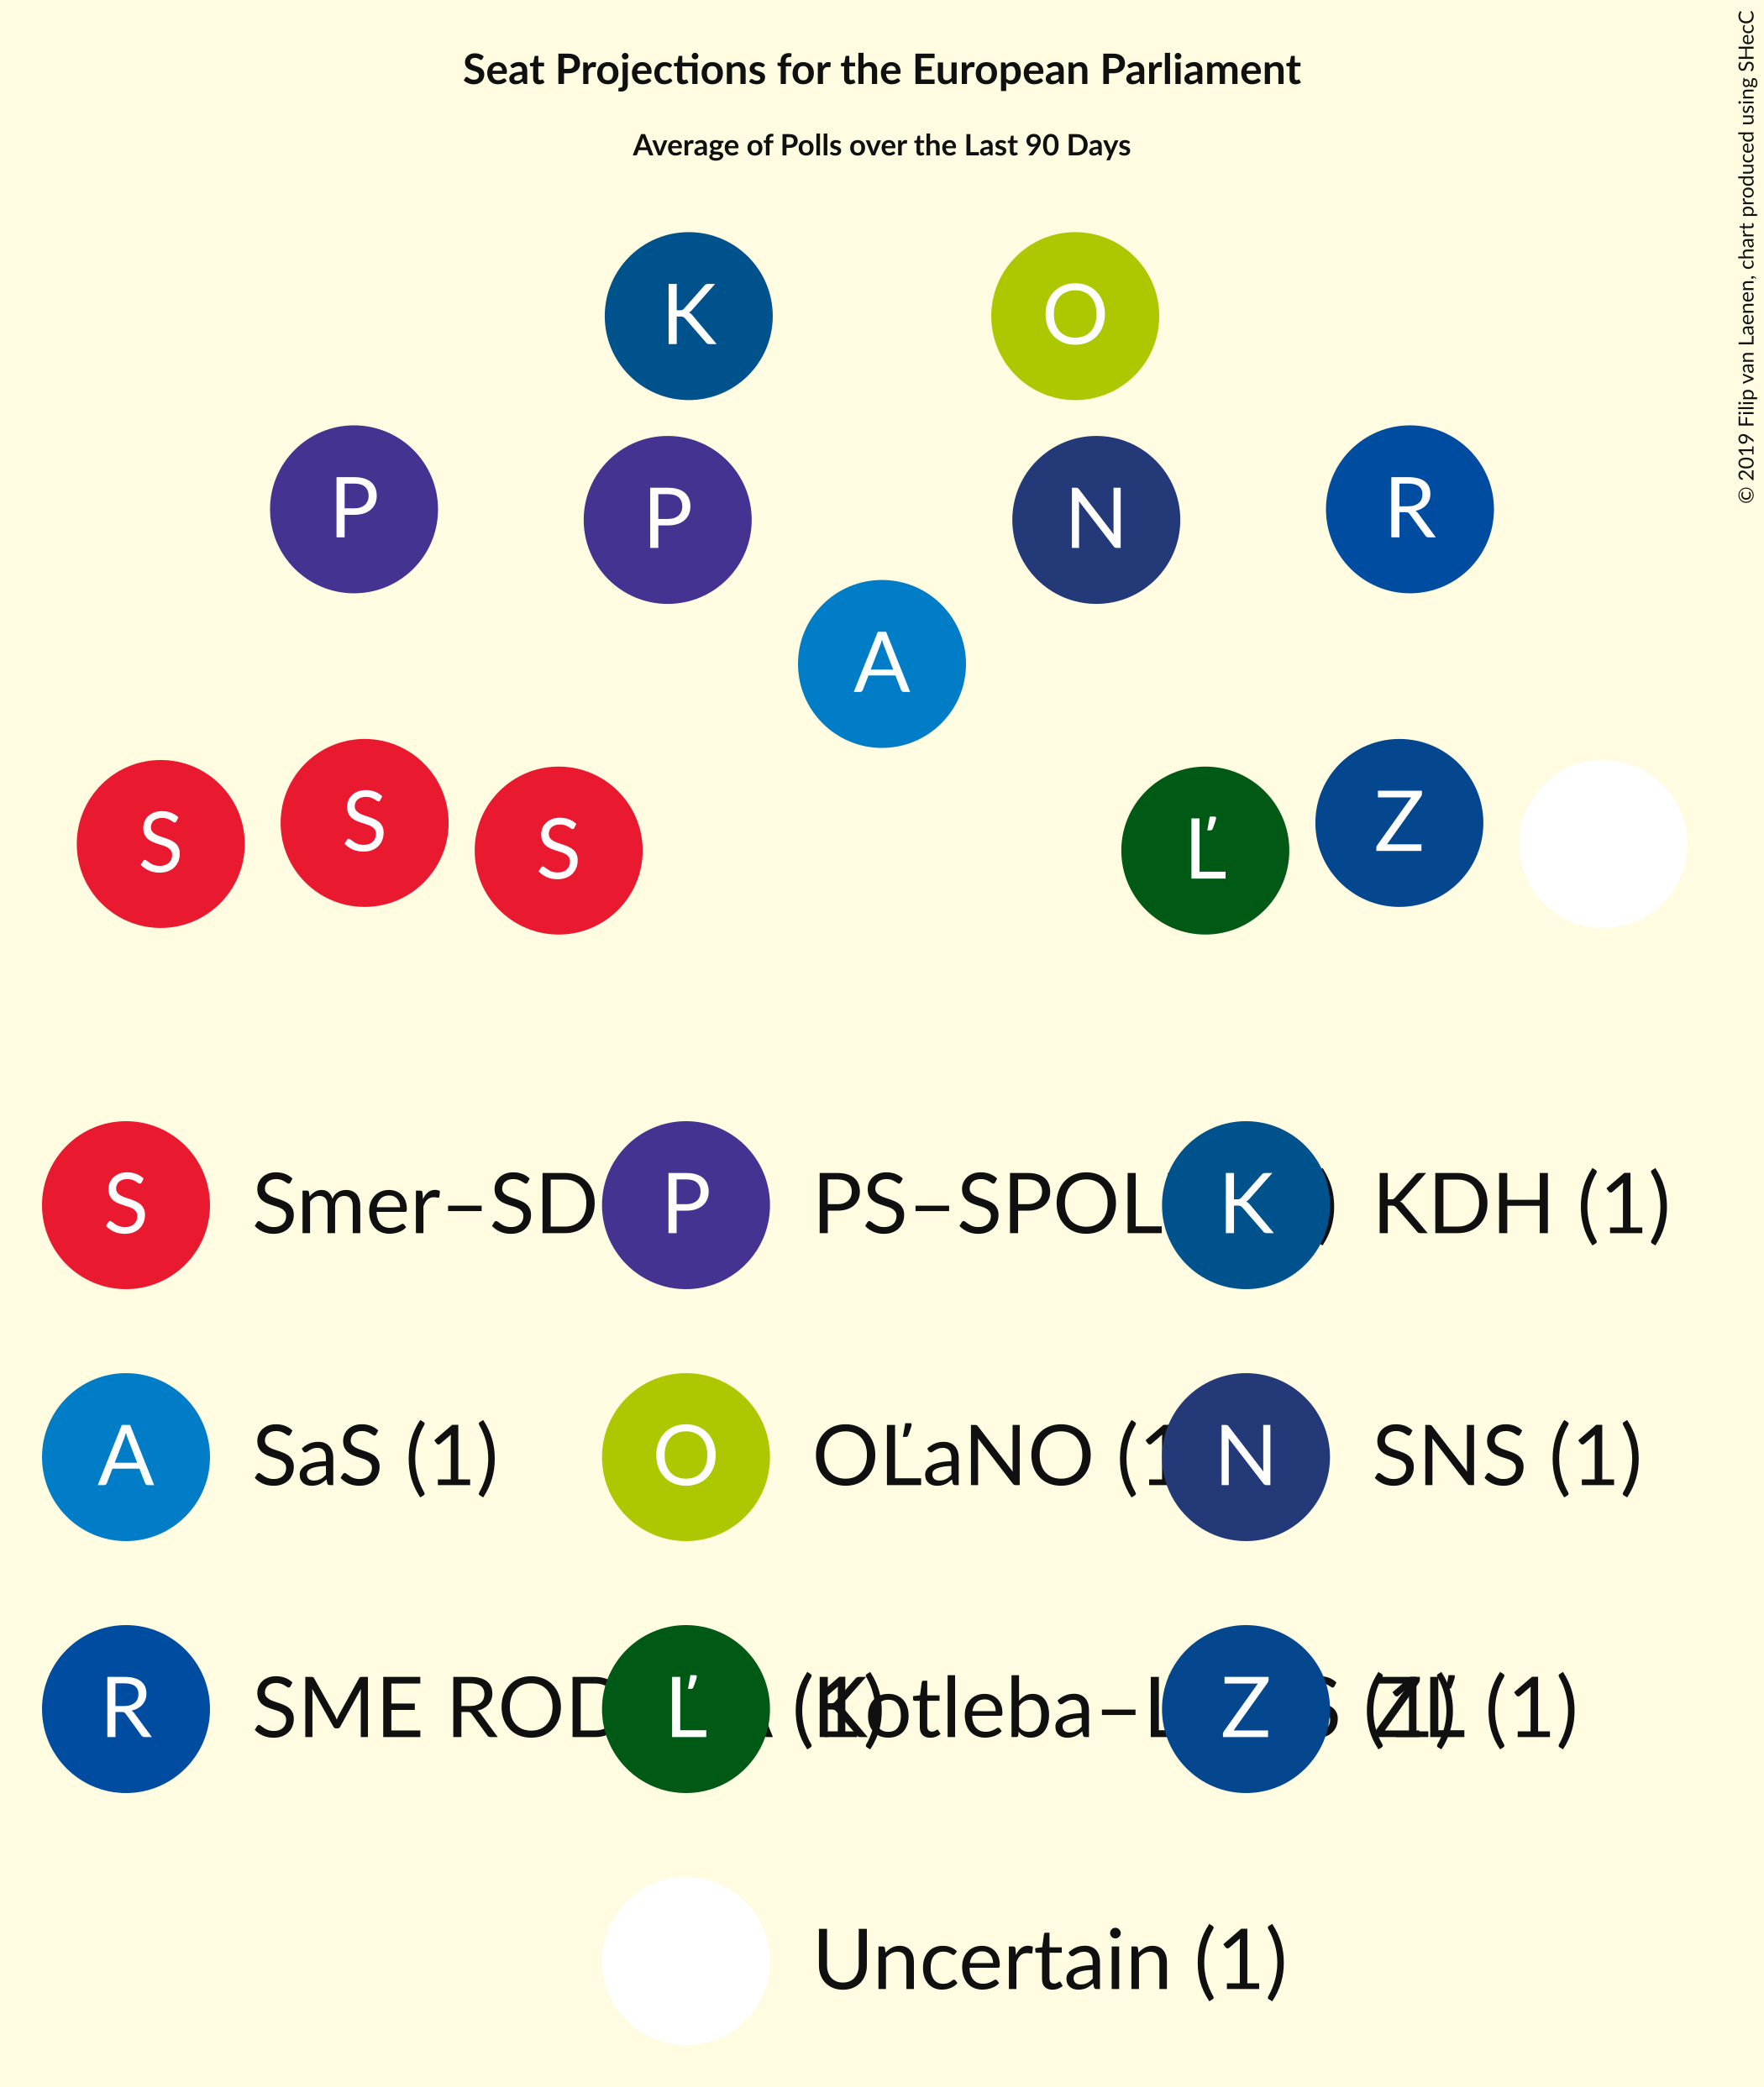 Seat Projections for the European Parliament
Average of Polls over the Last 90 Days
© 2019 Filip van Laenen, chart produced using SHecC
K O
P P N R
A
S S S Ľ Z
S Smer–SD P PS–SPOL K ) KDH (1)
A SaS (1) O OĽaNO (1 N SNS (1)
R SME Ľ Z (1)
Uncertain (1)